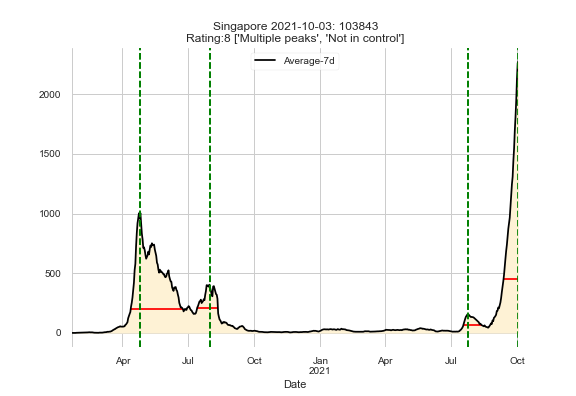 Singapore 2021-10-03: 103843
Rating:8 ['Multiple peaks', 'Not in control']
Average-7d
2000
1500
1000
500
0
Apr Jul Oct Jan Apr Jul Oct
2021
Date